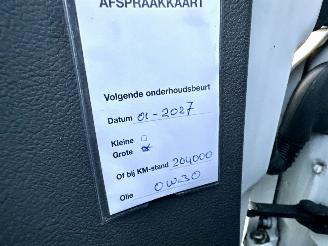 AFSPRAAKKAART
Volgende onderhoudsbeurt
Datum 01-2027
Kleine
Grote
Of bij KM-stand 204000
Olie 0W30